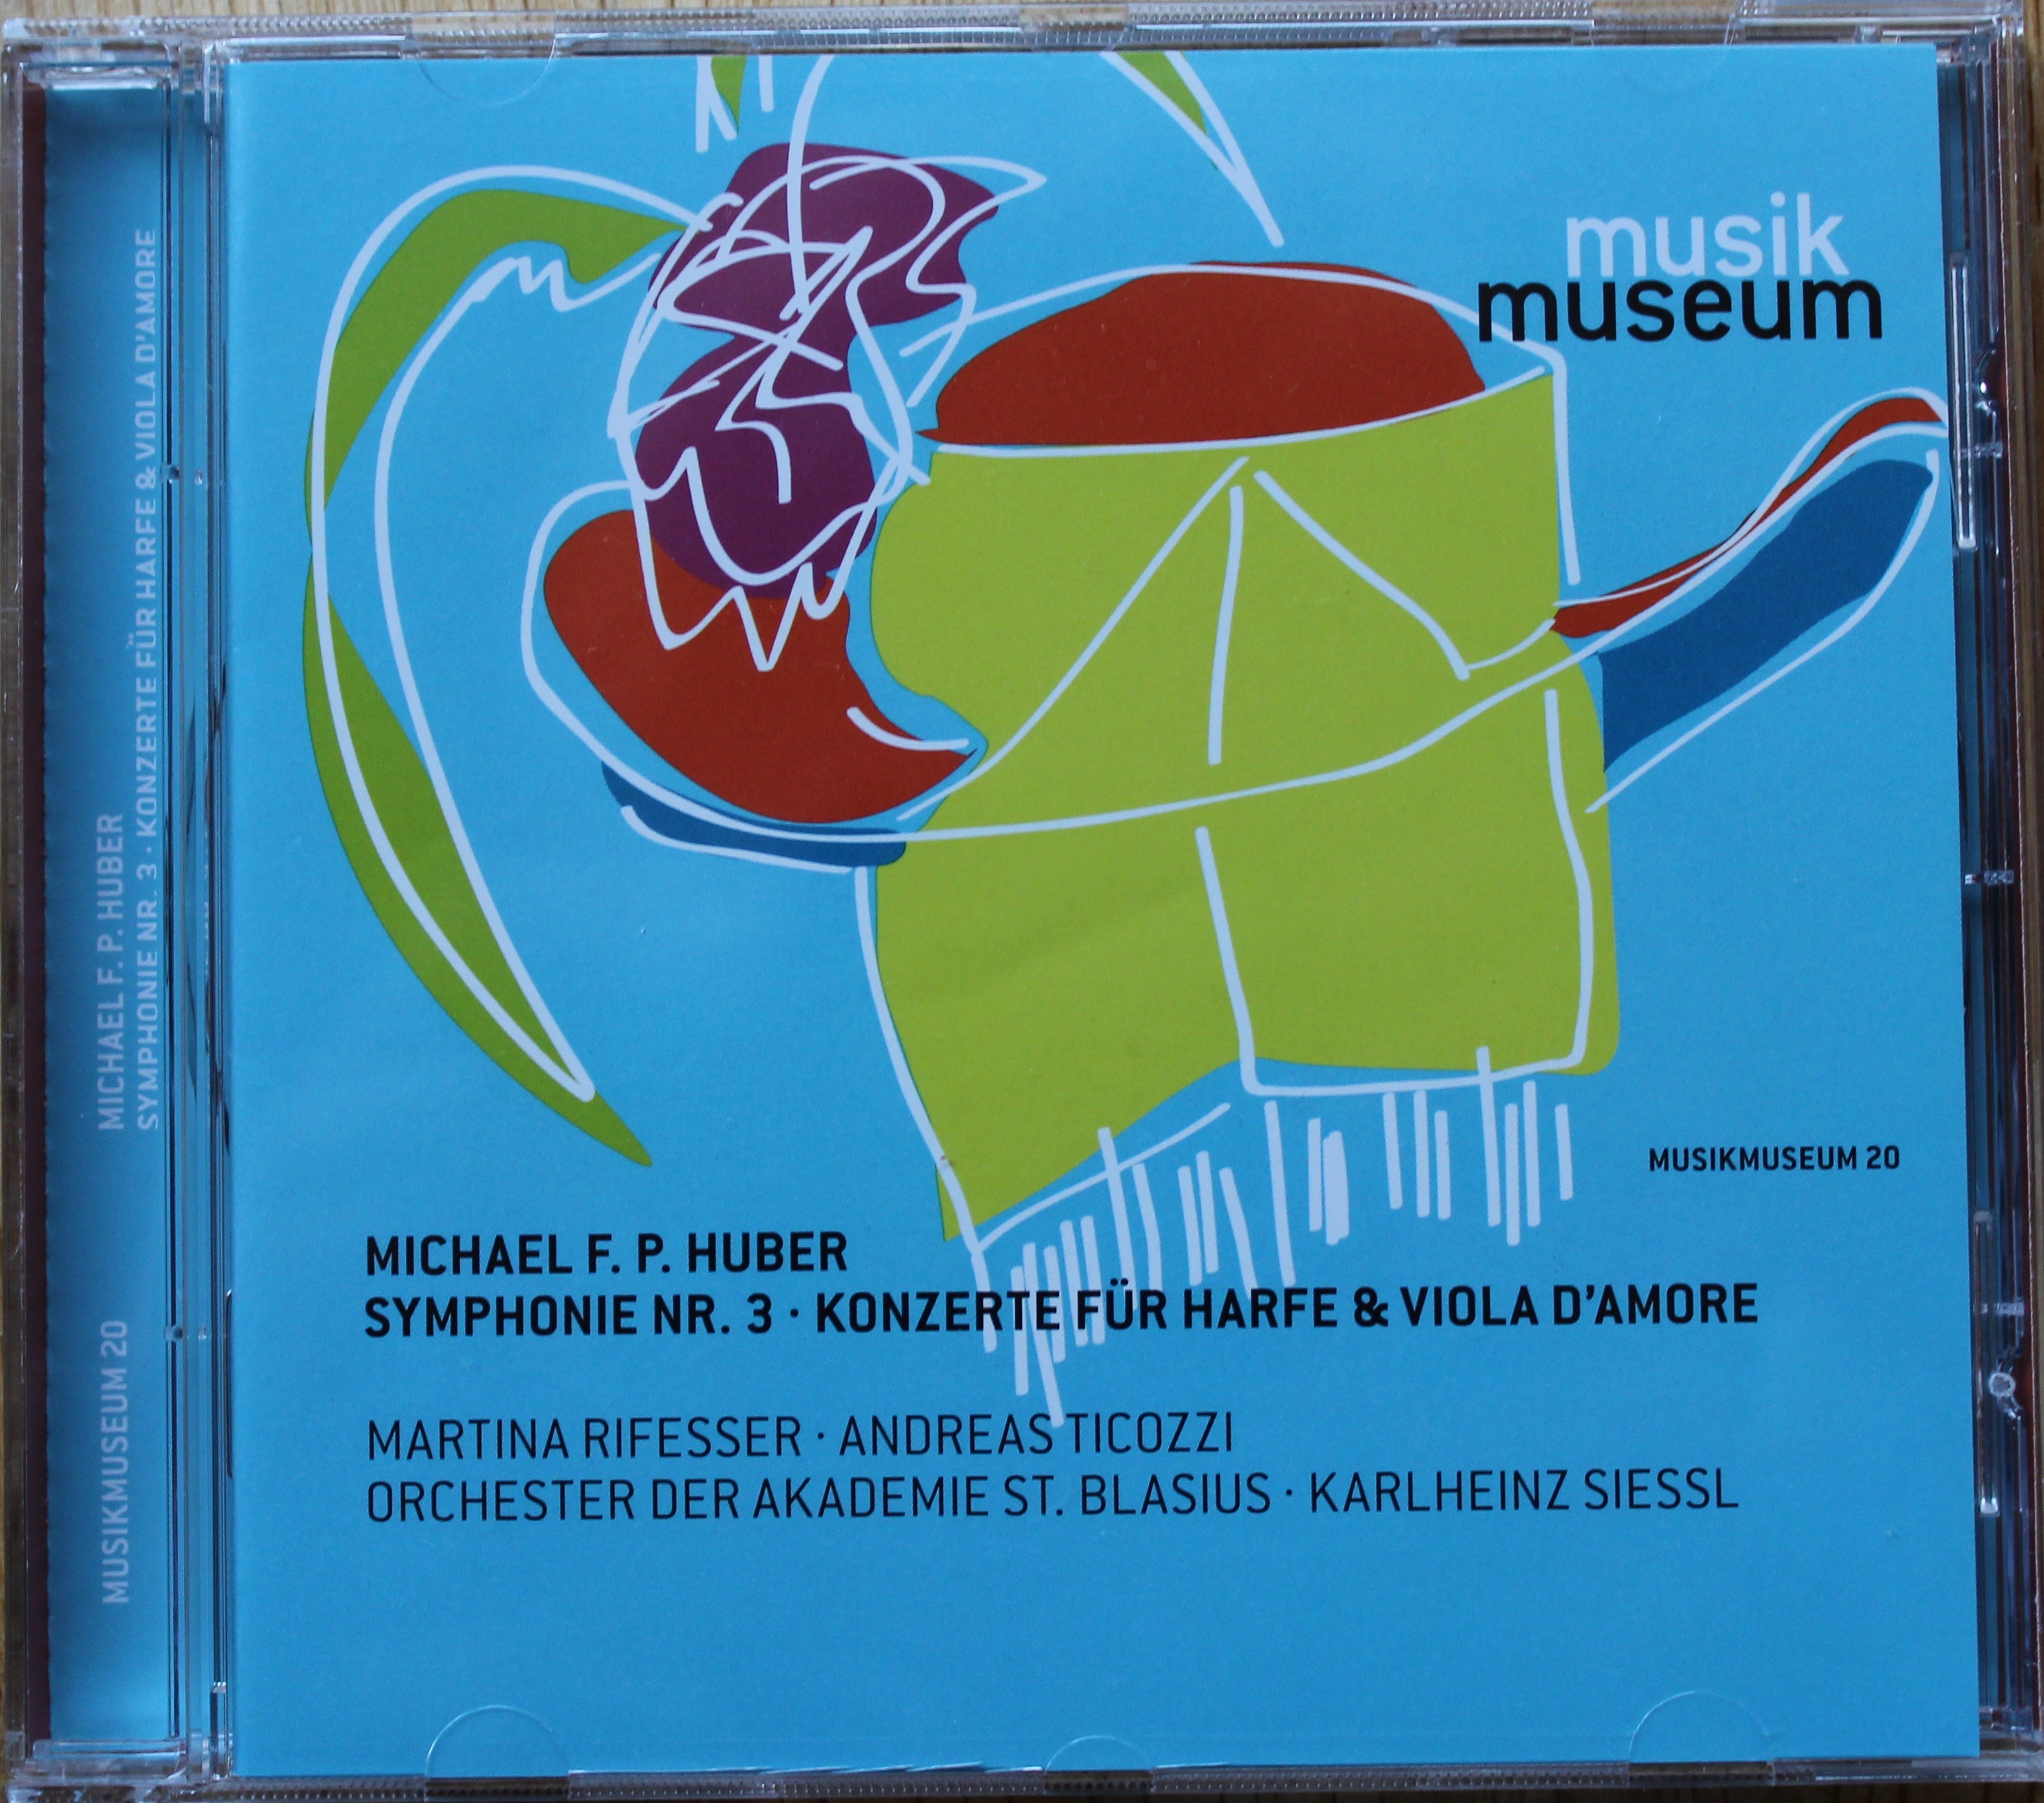 musik
museum
MUSIKMUSEUM 20
MICHAEL F. P. HUBER
SYMPHONIE NR. 3 · KONZERTE FÜR HARFE & VIOLA D'AMORE
MARTINA RIFESSER · ANDREAS TICOZZI
ORCHESTER DER AKADEMIE ST. BLASIUS · KARLHEINZ SIESSL
MUSIKMUSEUM 20
MICHAEL F. P. HUBER
SYMPHONIE NR. 3 · KONZERTE FÜR HARFE & VIOLA D'AMORE